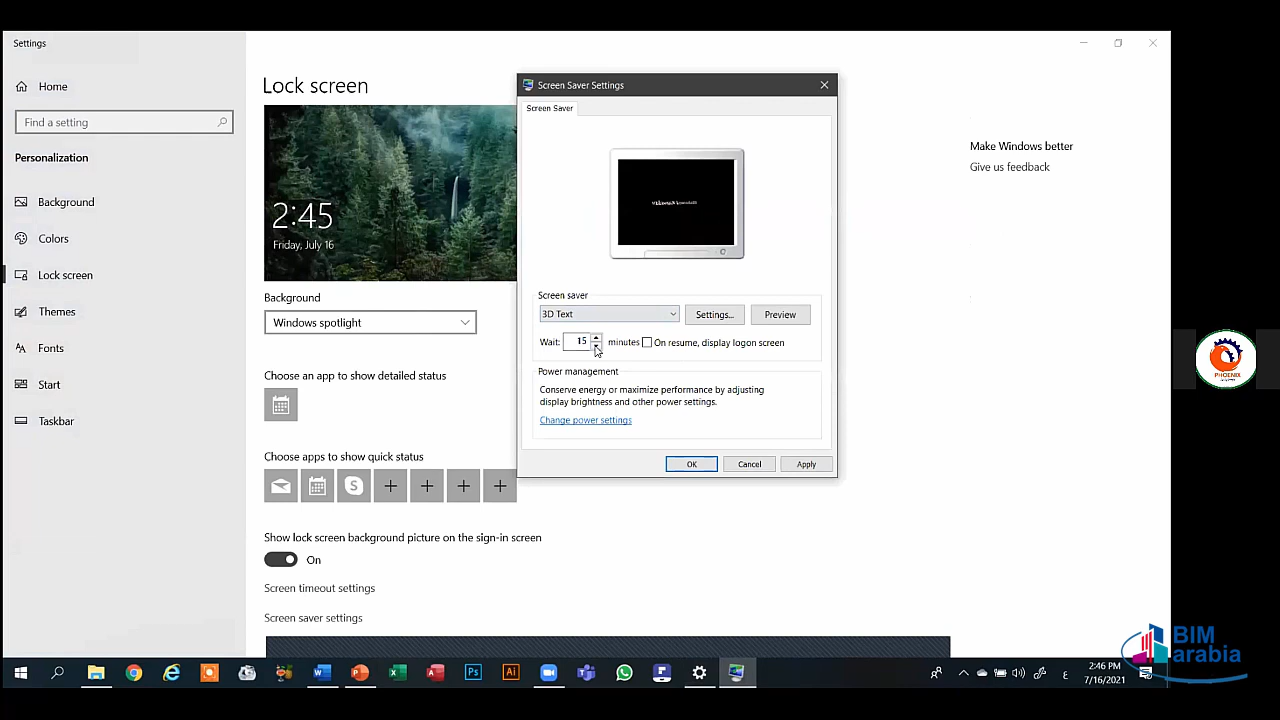 Settings
Home
Find a setting
Personalization
Background
Colors
Lock screen
Themes
Fonts
Start
Taskbar
Lock screen
2:45
Friday, July 16
Background
Windows spotlight
Choose an app to show detailed status
Choose apps to show quick status
Show lock screen background picture on the sign-in screen
On
Screen timeout settings
Screen saver settings
Screen Saver Settings
Screen Saver
Screen saver
3D Text
Settings...
Preview
Wait: 15 minutes
On resume, display logon screen
Power management
Conserve energy or maximize performance by adjusting
display brightness and other power settings.
Change power settings
OK
Cancel
Apply
Make Windows better
Give us feedback
PHOENIX
BIM
arabia
Ps
Ai
ع
2:46 PM
7/16/2021